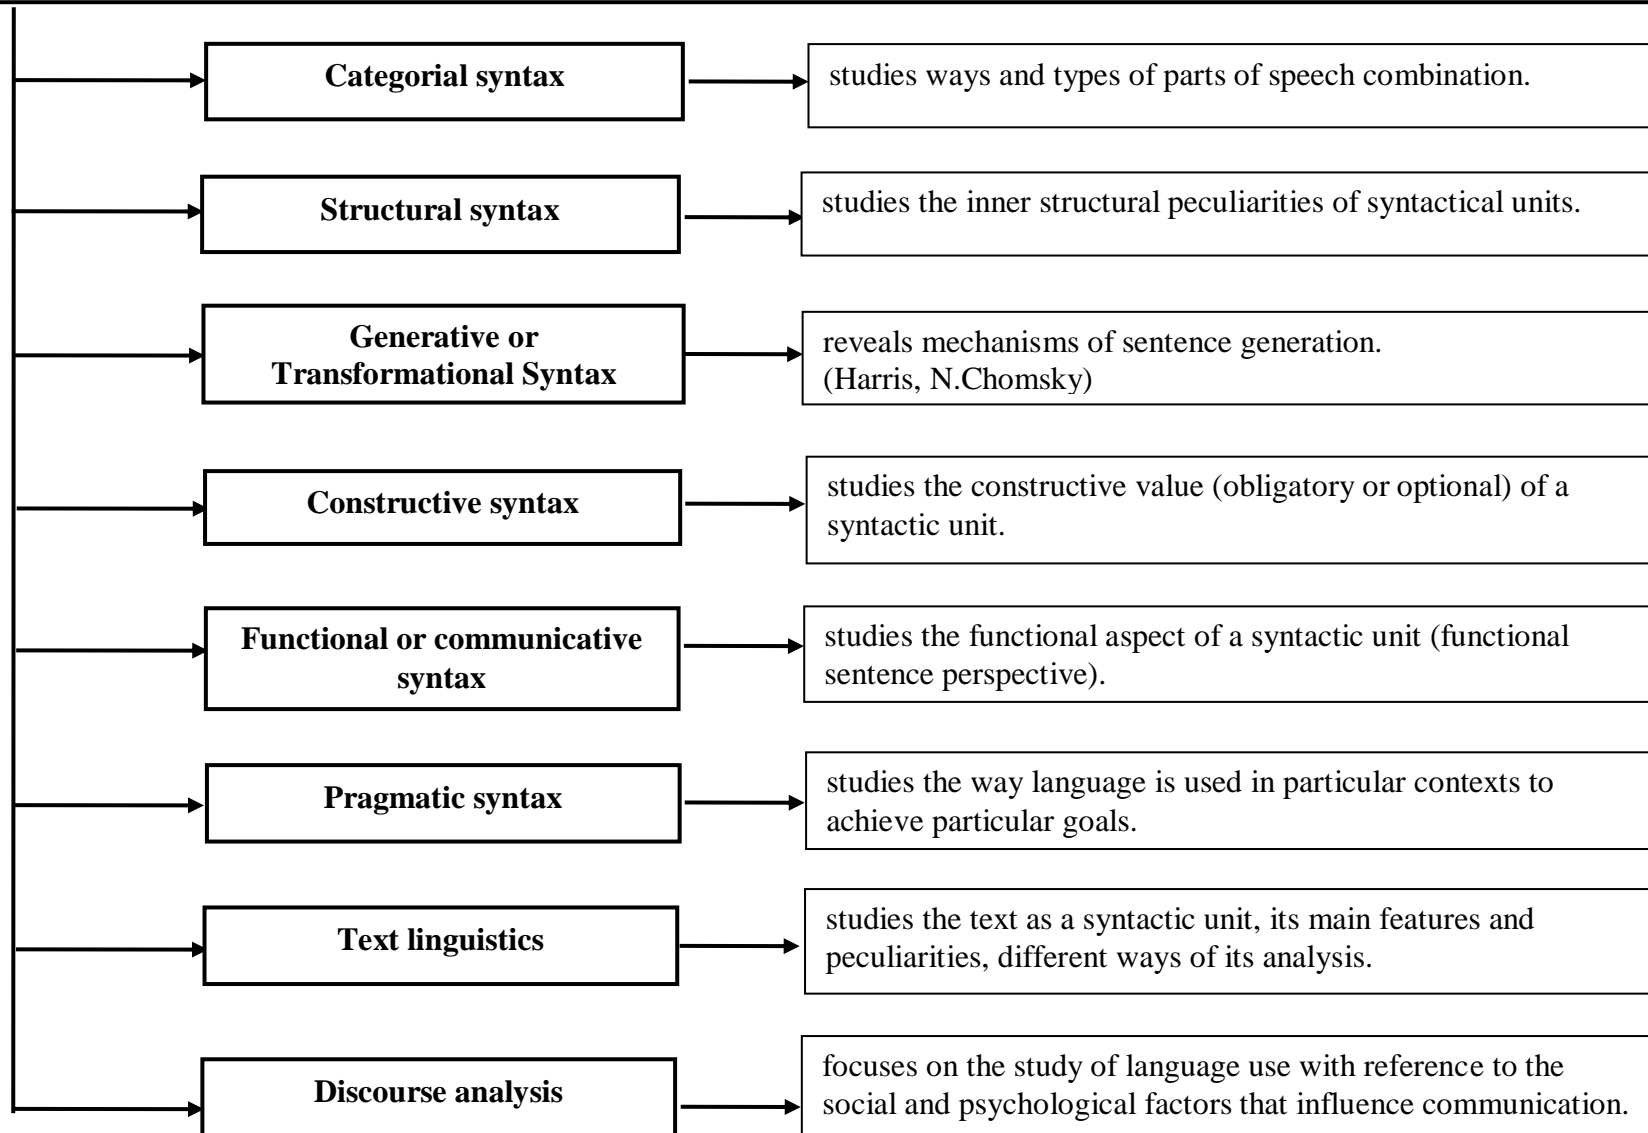 Categorial syntax
studies ways and types of parts of speech combination.
Structural syntax
studies the inner structural peculiarities of syntactical units.
Generative or
Transformational Syntax
reveals mechanisms of sentence generation.
(Harris, N.Chomsky)
Constructive syntax
studies the constructive value (obligatory or optional) of a
syntactic unit.
Functional or communicative
syntax
studies the functional aspect of a syntactic unit (functional
sentence perspective).
Pragmatic syntax
studies the way language is used in particular contexts to
achieve particular goals.
Text linguistics
studies the text as a syntactic unit, its main features and
peculiarities, different ways of its analysis.
Discourse analysis
focuses on the study of language use with reference to the
social and psychological factors that influence communication.